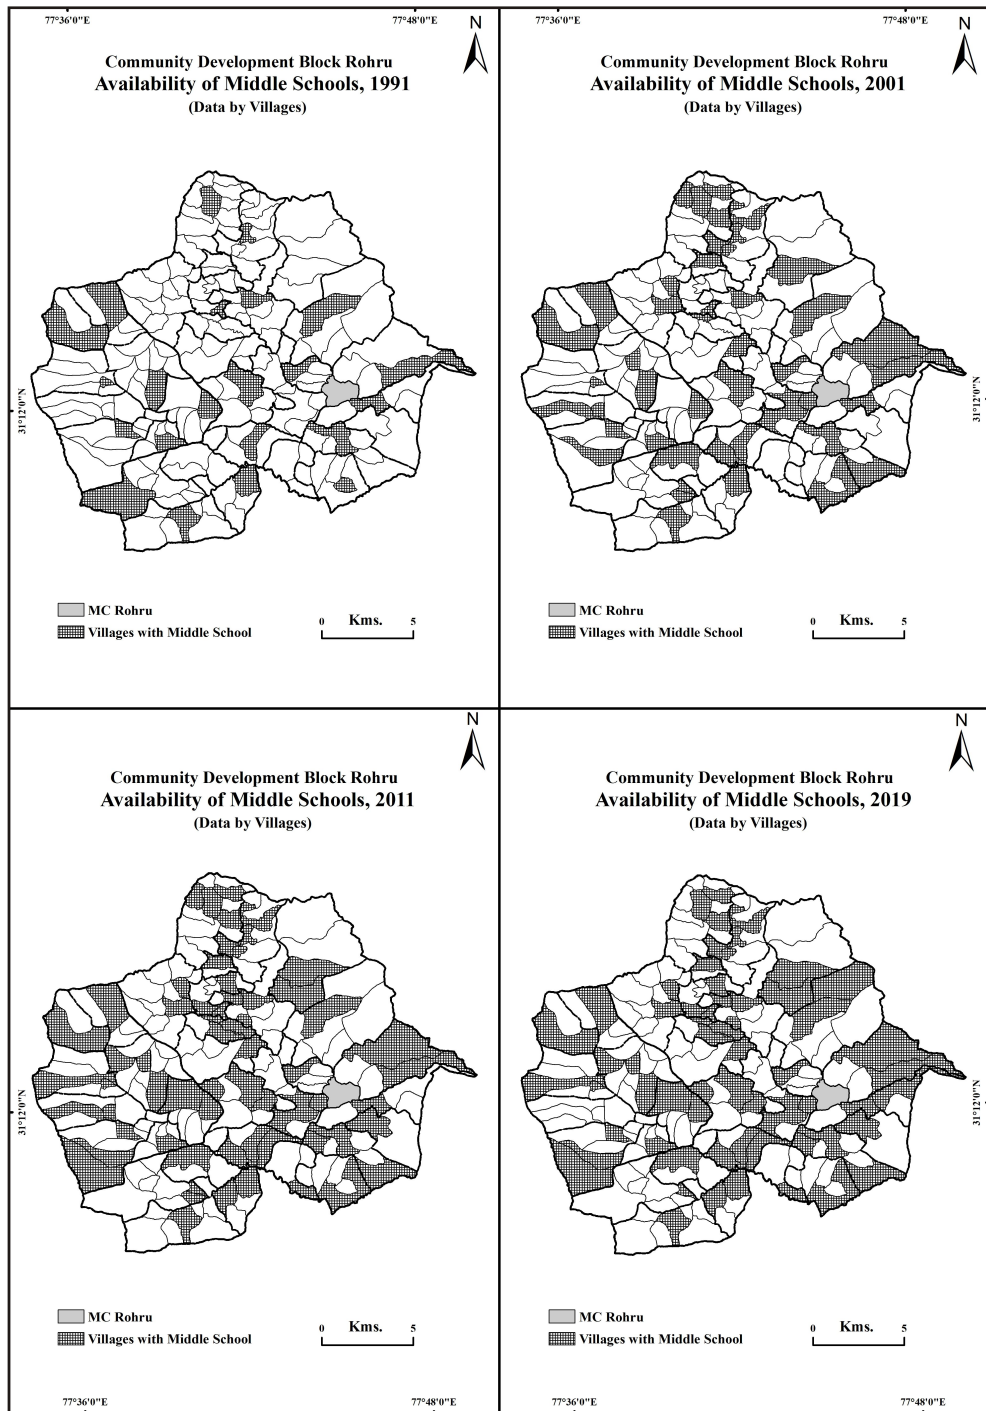 77°36'0"E
77°48'0"E
N
Community Development Block Rohru
Availability of Middle Schools, 1991
(Data by Villages)
31°12'0"N
MC Rohru
Villages with Middle School
0 Kms. 5
77°36'0"E
77°48'0"E
N
Community Development Block Rohru
Availability of Middle Schools, 2001
(Data by Villages)
31°12'0"N
MC Rohru
Villages with Middle School
0 Kms. 5
N
Community Development Block Rohru
Availability of Middle Schools, 2011
(Data by Villages)
31°12'0"N
MC Rohru
Villages with Middle School
0 Kms. 5
77°36'0"E
77°48'0"E
N
Community Development Block Rohru
Availability of Middle Schools, 2019
(Data by Villages)
31°12'0"N
MC Rohru
Villages with Middle School
0 Kms. 5
77°36'0"E
77°48'0"E